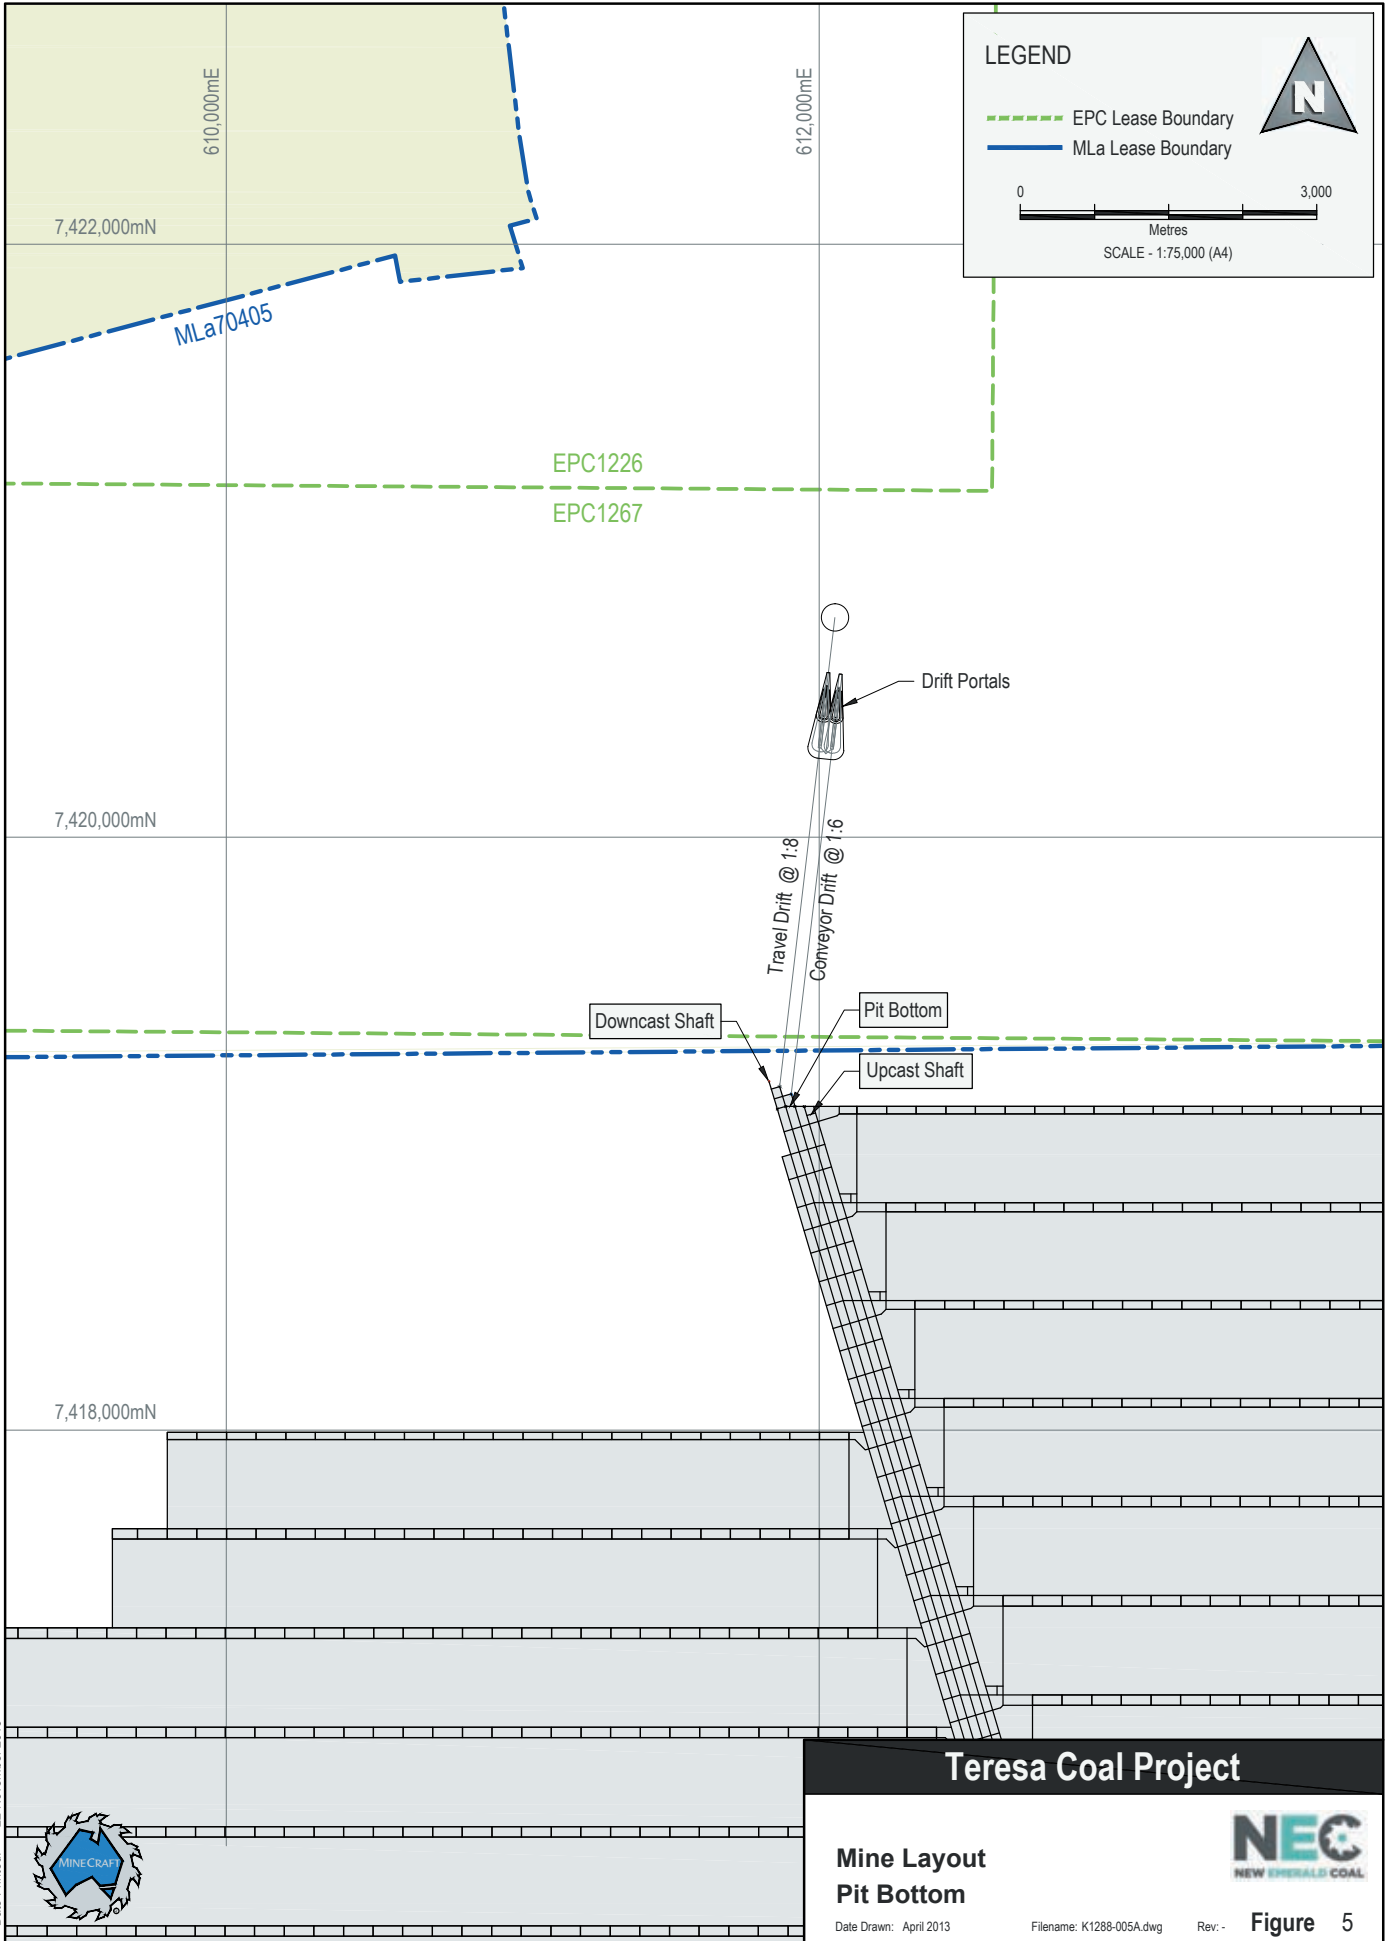 LEGEND
N
EPC Lease Boundary
MLa Lease Boundary
0 3,000
Metres
SCALE - 1:75,000 (A4)
610,000mE
612,000mE
7,422,000mN
MLa70405
EPC1226
EPC1267
Drift Portals
7,420,000mN
Travel Drift @ 1:8
Conveyor Drift @ 1:6
Downcast Shaft
Pit Bottom
Upcast Shaft
7,418,000mN
MINECRAFT
Teresa Coal Project
Mine Layout
Pit Bottom
NEC
NEW EMERALD COAL
Date Drawn: April 2013 Filename: K1288-005A.dwg Rev: - Figure 5